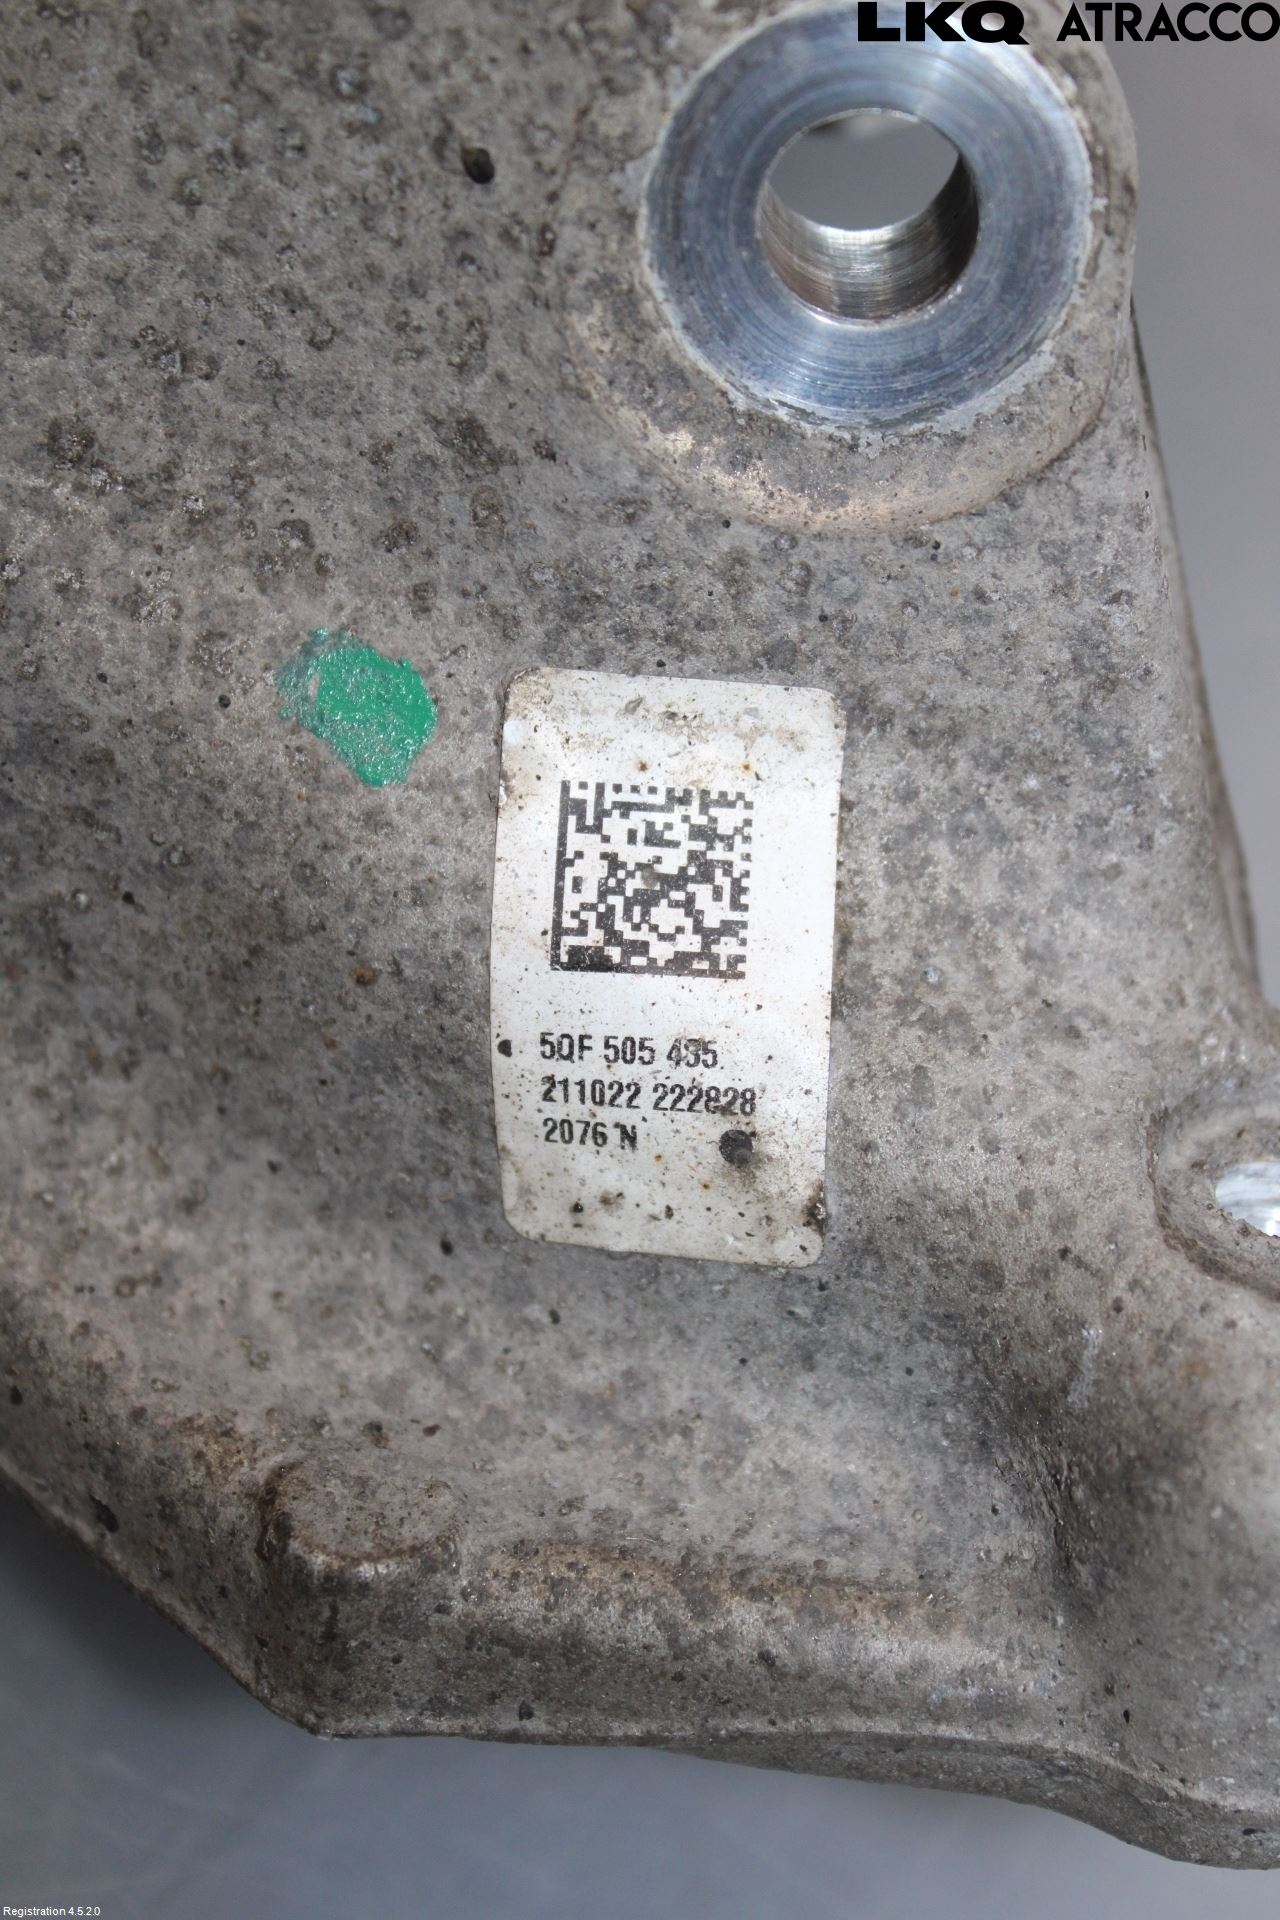 LKQ ATRACCO
5QF 505 435
211022 222828
2076 N
Registration 4.5.2.0